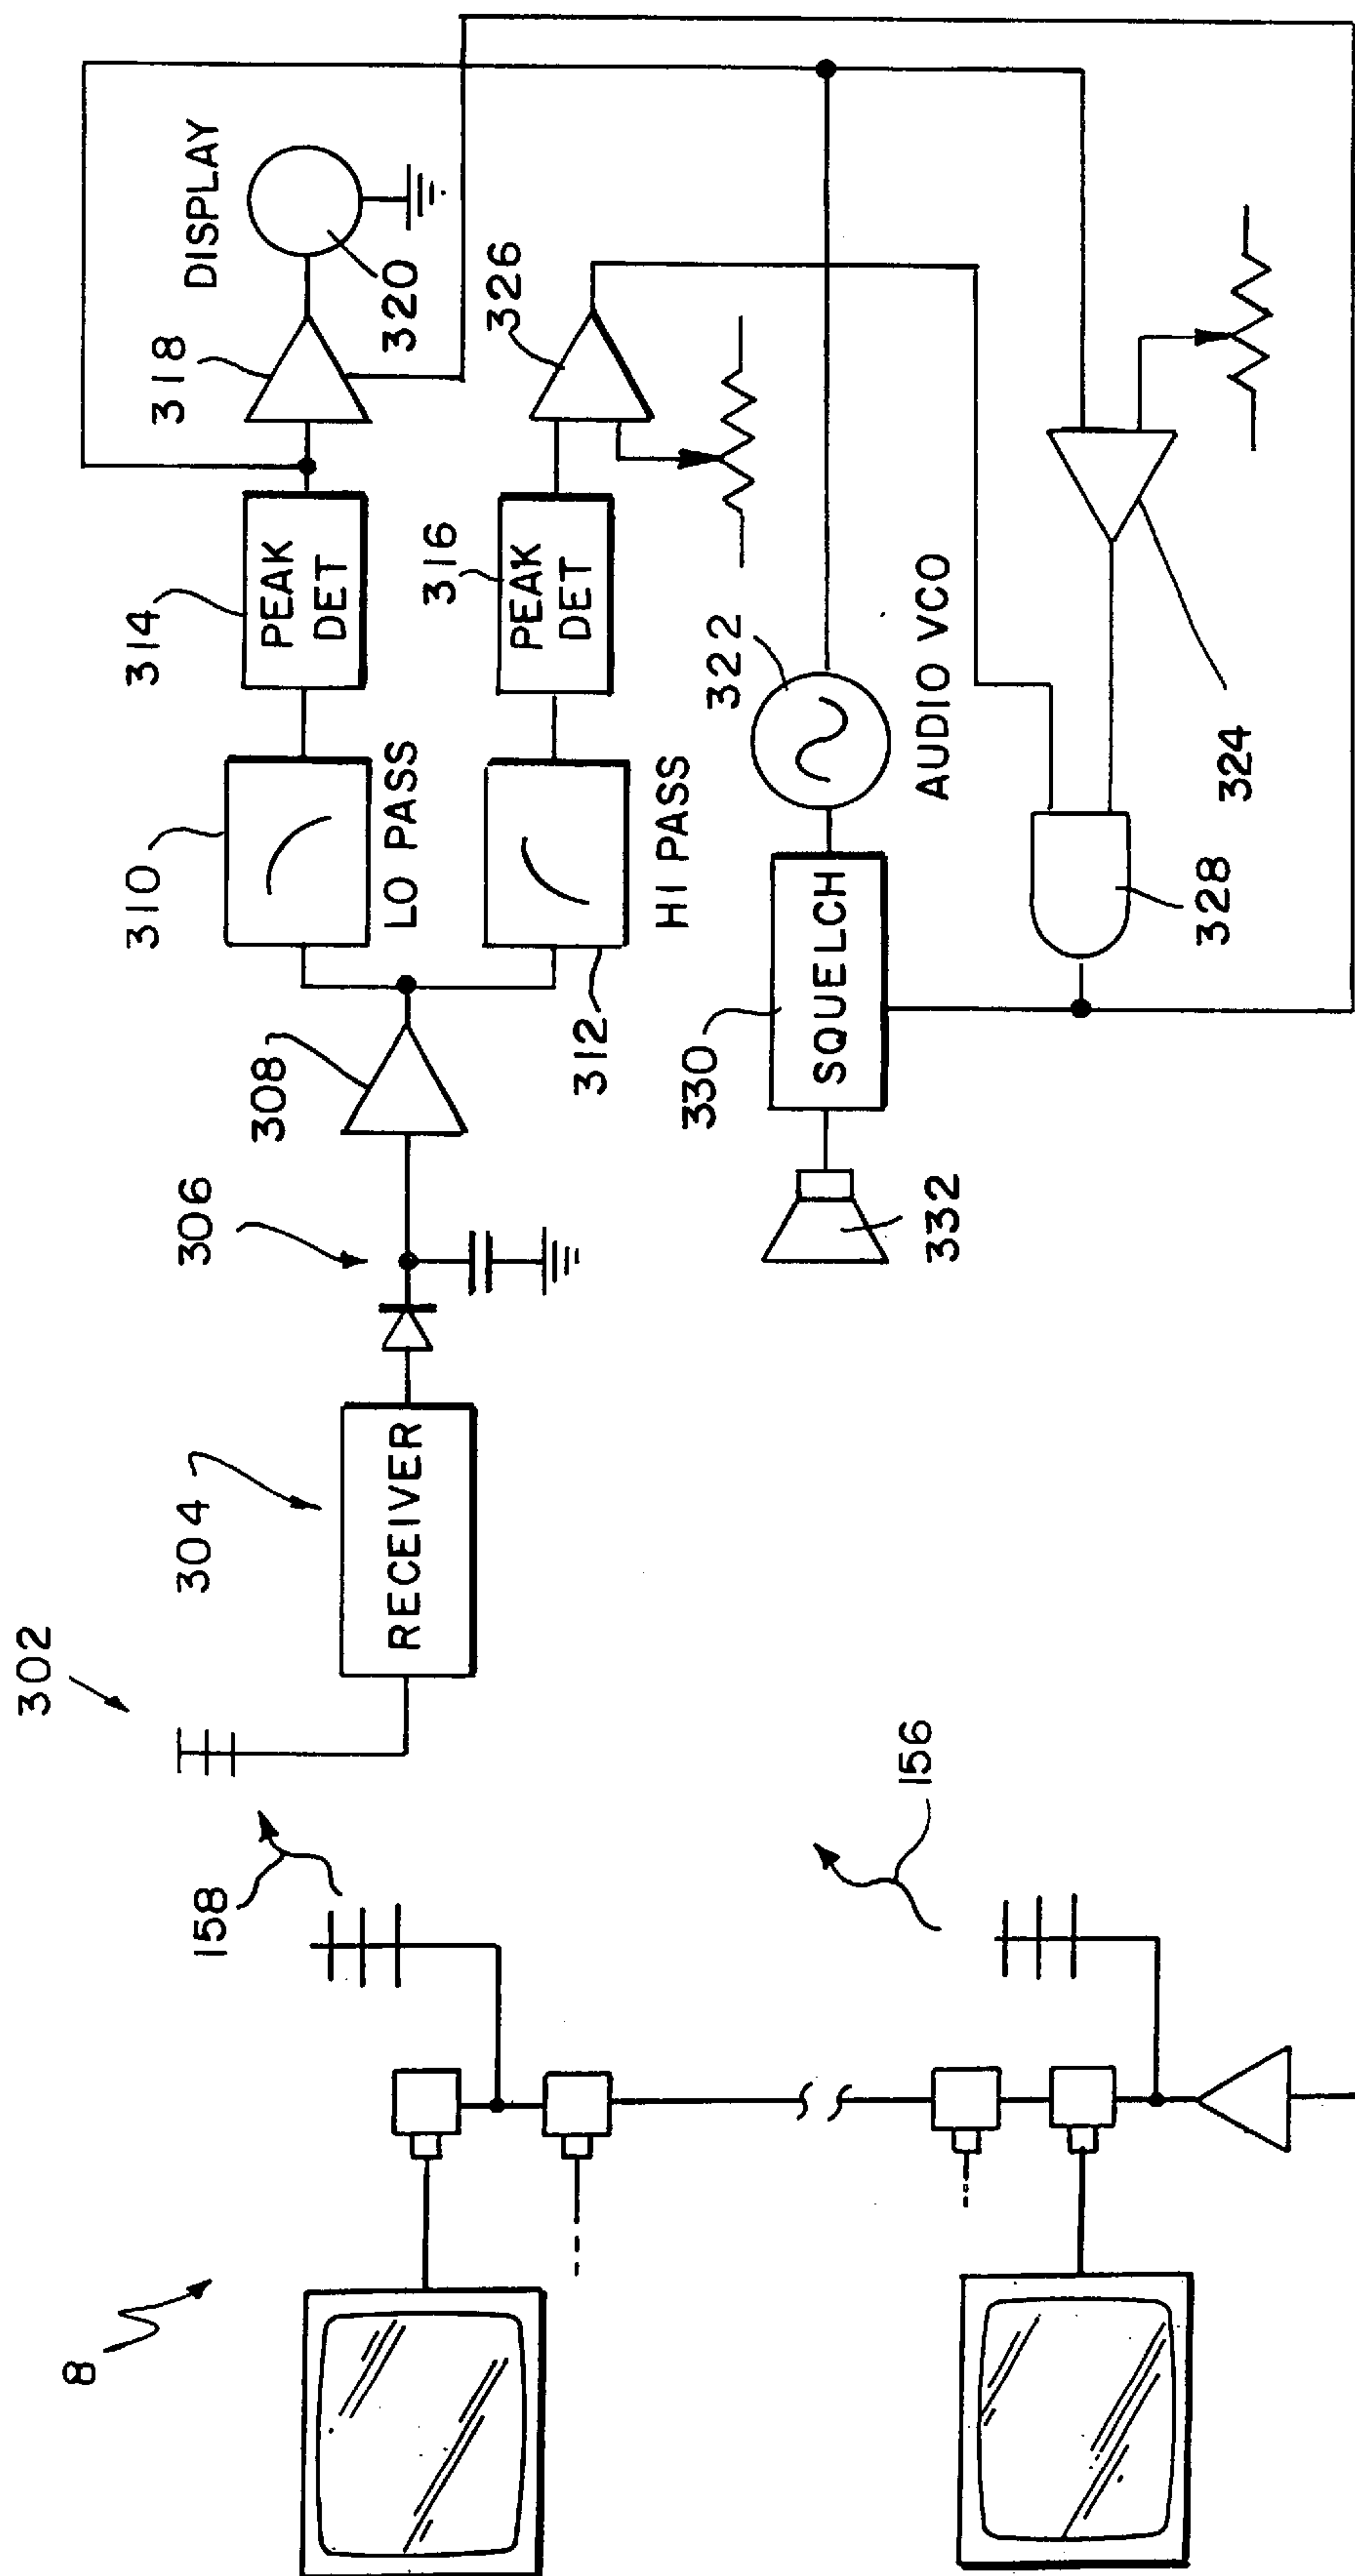 8
158
156
302
304
RECEIVER
306
308
310
LO PASS
312
HI PASS
314
PEAK
DET
316
PEAK
DET
318
DISPLAY
320
326
322
AUDIO VCO
330
SQUELCH
332
328
324